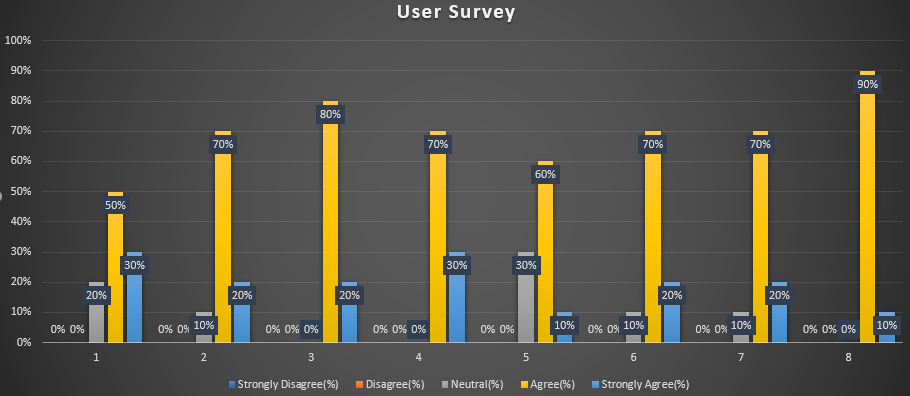 User Survey
100%
90%
80%
70%
60%
50%
40%
30%
20%
10%
0%
0% 0% 20% 50% 30%
0% 0% 10% 70% 20%
0% 0% 0% 80% 20%
0% 0% 0% 70% 30%
0% 0% 30% 60% 10%
0% 0% 10% 70% 20%
0% 0% 10% 70% 20%
0% 0% 0% 90% 10%
1 2 3 4 5 6 7 8
Strongly Disagree(%) Disagree(%) Neutral(%) Agree(%) Strongly Agree(%)